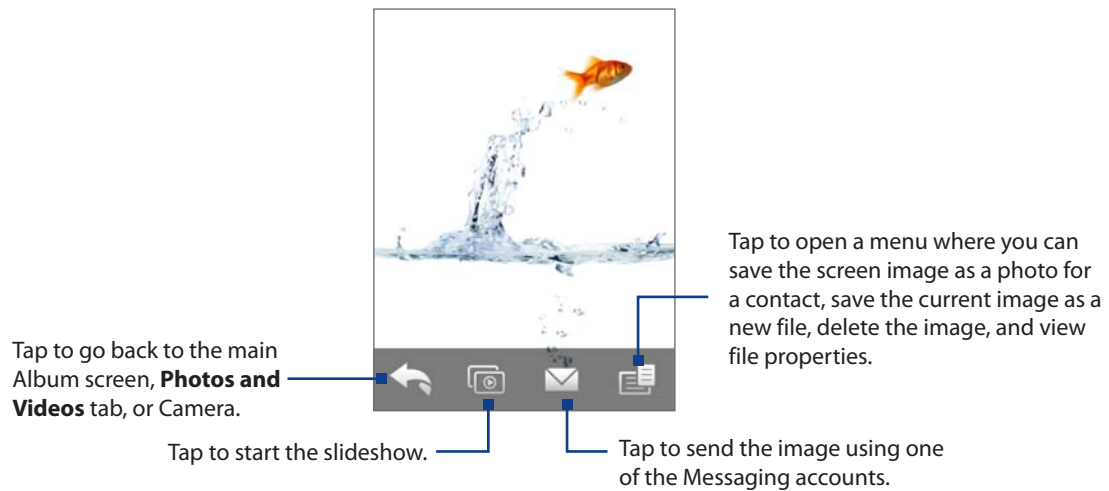 Tap to open a menu where you can
save the screen image as a photo for
a contact, save the current image as a
new file, delete the image, and view
file properties.
Tap to go back to the main
Album screen, Photos and
Videos tab, or Camera.
Tap to start the slideshow.
Tap to send the image using one
of the Messaging accounts.